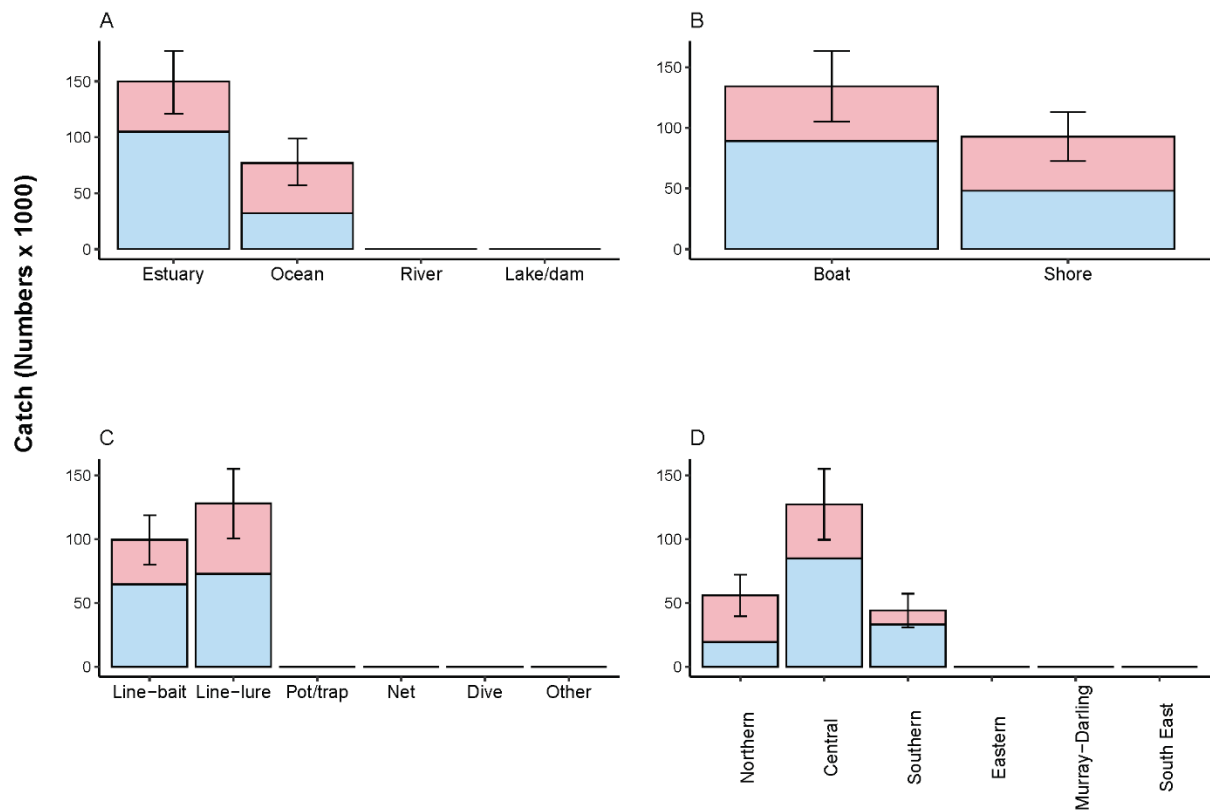 A
150
100
50
0
Estuary Ocean River Lake/dam
B
150
100
50
0
Boat Shore
Catch (Numbers x 1000)
C
150
100
50
0
Line−bait Line−lure Pot/trap Net Dive Other
D
150
100
50
0
Northern
Central
Southern
Eastern
Murray−Darling
South East